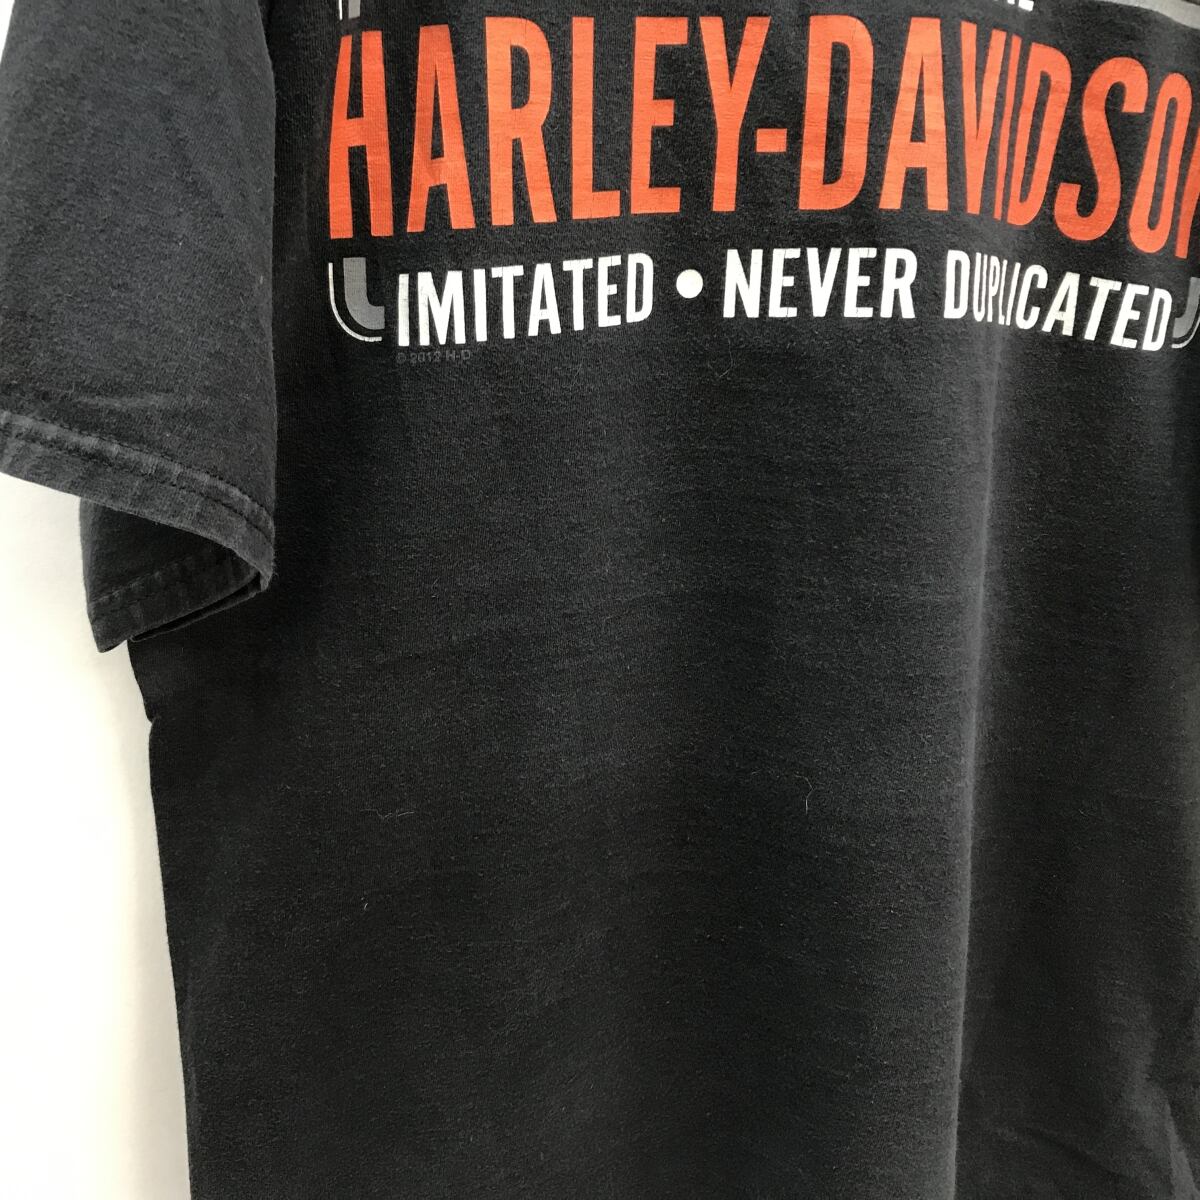 HARLEY-DAVIDSON
IMITATED • NEVER DUPLICATED
© 2012 H-D